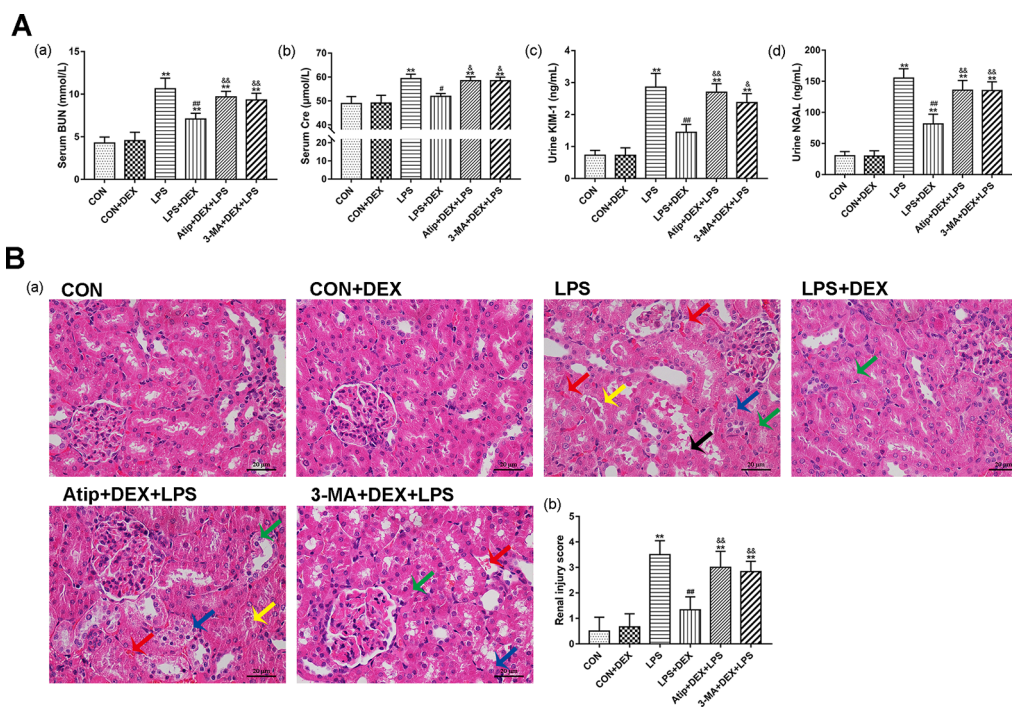 A
(a)
Serum BUN (mmol/L)
15
10
5
0
**
##
**
&&
**
&&
**
CON
CON+DEX
LPS
LPS+DEX
Atip+DEX+LPS
3-MA+DEX+LPS
(b)
Serum Cre (μmol/L)
80
70
60
50
40
20
10
0
**
#
&
**
&
**
CON
CON+DEX
LPS
LPS+DEX
Atip+DEX+LPS
3-MA+DEX+LPS
(c)
Urine KIM-1 (ng/mL)
4
3
2
1
0
**
##
&&
**
&
**
CON
CON+DEX
LPS
LPS+DEX
Atip+DEX+LPS
3-MA+DEX+LPS
(d)
Urine NGAL (ng/mL)
200
150
100
50
0
**
##
**
&&
**
&&
**
CON
CON+DEX
LPS
LPS+DEX
Atip+DEX+LPS
3-MA+DEX+LPS
B
(a)
CON
20 μm
CON+DEX
20 μm
LPS
20 μm
LPS+DEX
20 μm
Atip+DEX+LPS
20 μm
3-MA+DEX+LPS
20 μm
(b)
Renal injury score
5
4
3
2
1
0
**
##
&&
**
&&
**
CON
CON+DEX
LPS
LPS+DEX
Atip+DEX+LPS
3-MA+DEX+LPS